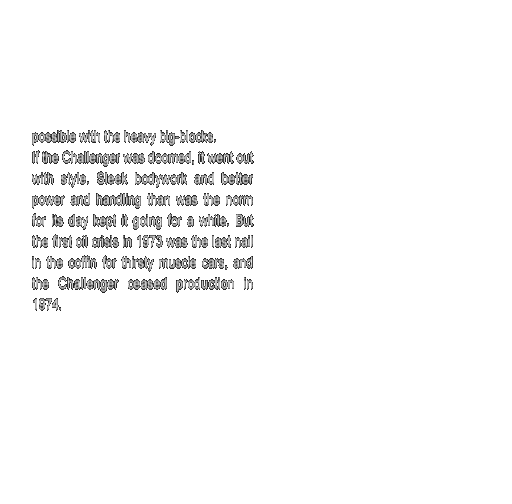 possible with the heavy big-blocks.
If the Challenger was doomed, it went out
with style. Sleek bodywork and better
power and handling than was the norm
for its day kept it going for a while. But
the first oil crisis in 1973 was the last nail
in the coffin for thirsty muscle cars, and
the Challenger ceased production in
1974.